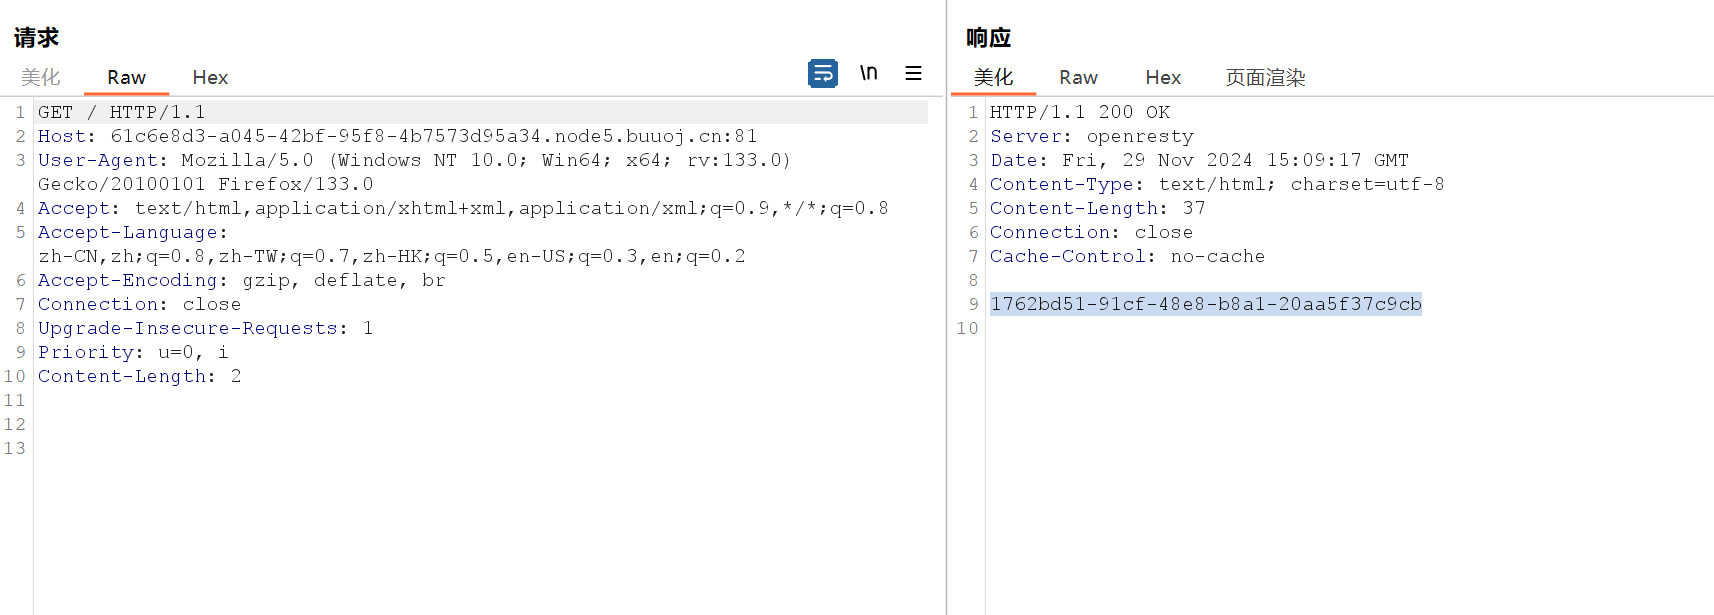 请求
美化 Raw Hex \n
1 GET / HTTP/1.1
2 Host: 61c6e8d3-a045-42bf-95f8-4b7573d95a34.node5.buuoj.cn:81
3 User-Agent: Mozilla/5.0 (Windows NT 10.0; Win64; x64; rv:133.0)
Gecko/20100101 Firefox/133.0
4 Accept: text/html,application/xhtml+xml,application/xml;q=0.9,*/*;q=0.8
5 Accept-Language:
zh-CN,zh;q=0.8,zh-TW;q=0.7,zh-HK;q=0.5,en-US;q=0.3,en;q=0.2
6 Accept-Encoding: gzip, deflate, br
7 Connection: close
8 Upgrade-Insecure-Requests: 1
9 Priority: u=0, i
10 Content-Length: 2
11
12
13
响应
美化 Raw Hex 页面渲染
1 HTTP/1.1 200 OK
2 Server: openresty
3 Date: Fri, 29 Nov 2024 15:09:17 GMT
4 Content-Type: text/html; charset=utf-8
5 Content-Length: 37
6 Connection: close
7 Cache-Control: no-cache
8
9 1762bd51-91cf-48e8-b8a1-20aa5f37c9cb
10